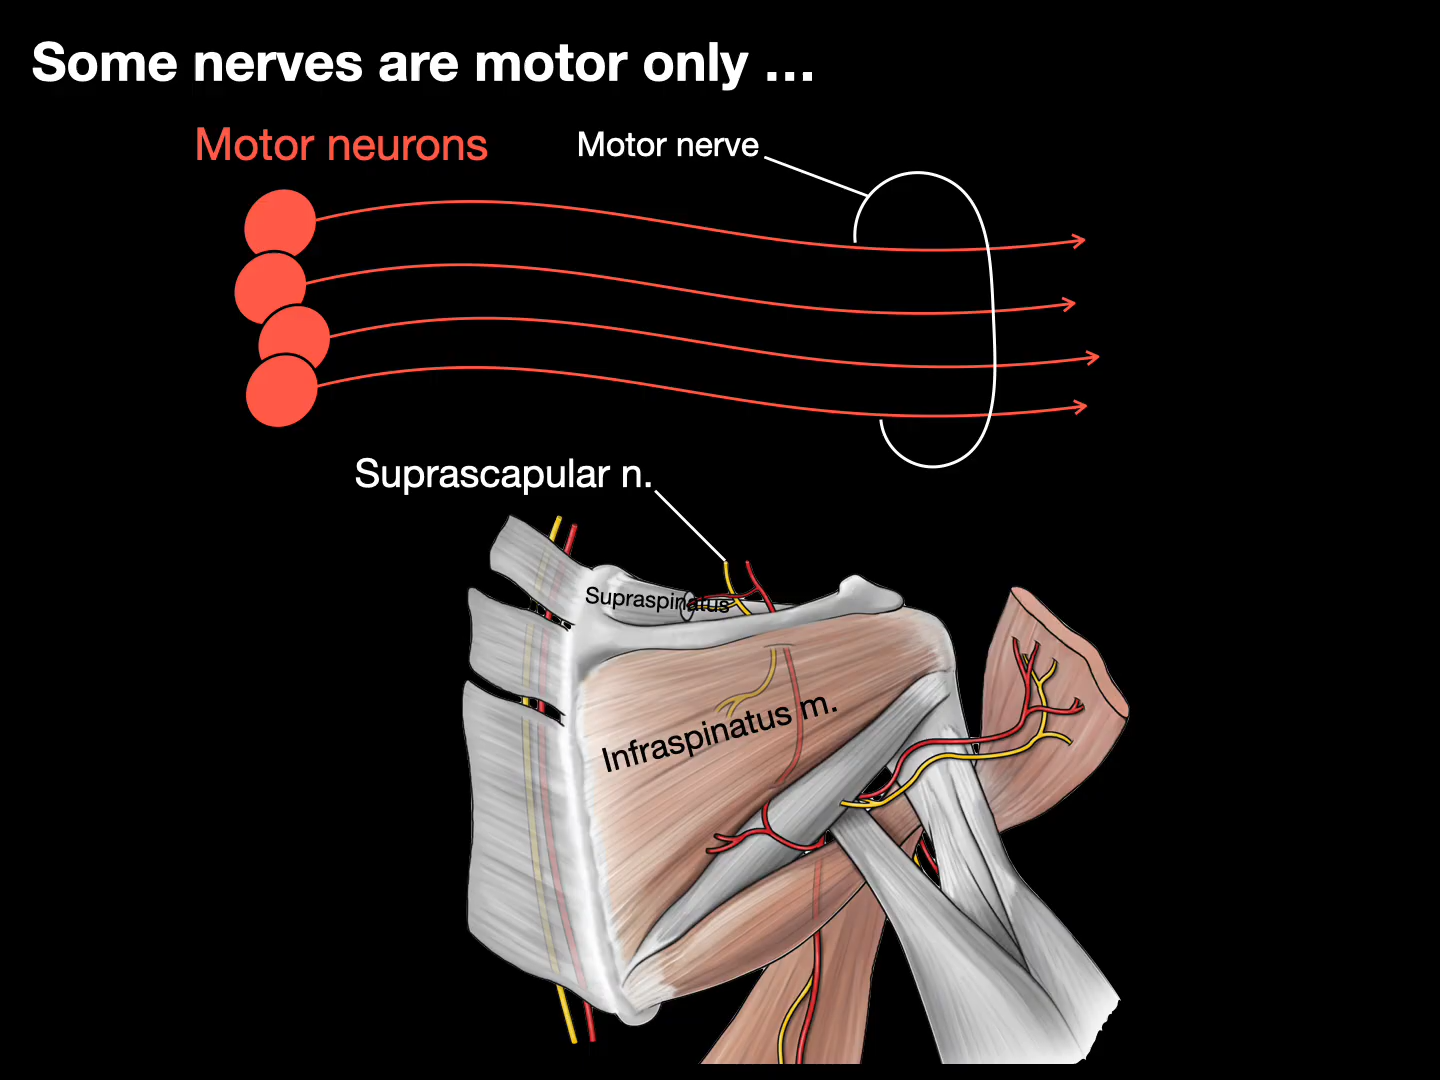 Some nerves are motor only ...
Motor neurons
Motor nerve
Suprascapular n.
Supraspinatus
Infraspinatus m.